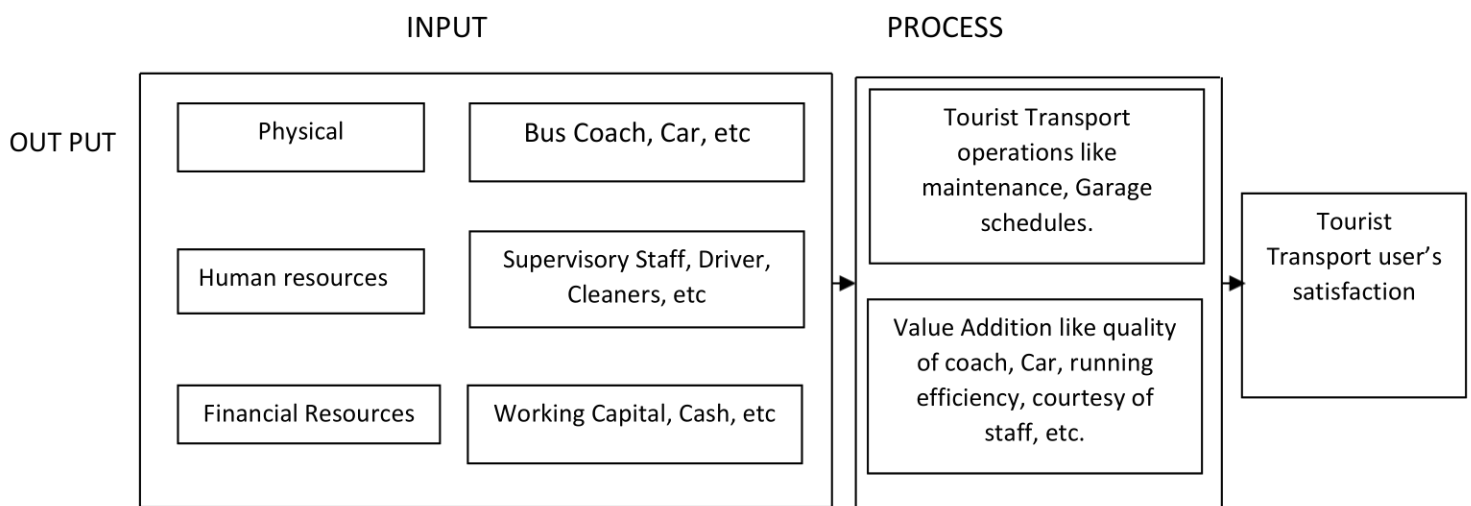 INPUT
PROCESS
OUT PUT
Physical
Bus Coach, Car, etc
Human resources
Supervisory Staff, Driver,
Cleaners, etc
Financial Resources
Working Capital, Cash, etc
Tourist Transport
operations like
maintenance, Garage
schedules.
Value Addition like quality
of coach, Car, running
efficiency, courtesy of
staff, etc.
Tourist
Transport user’s
satisfaction